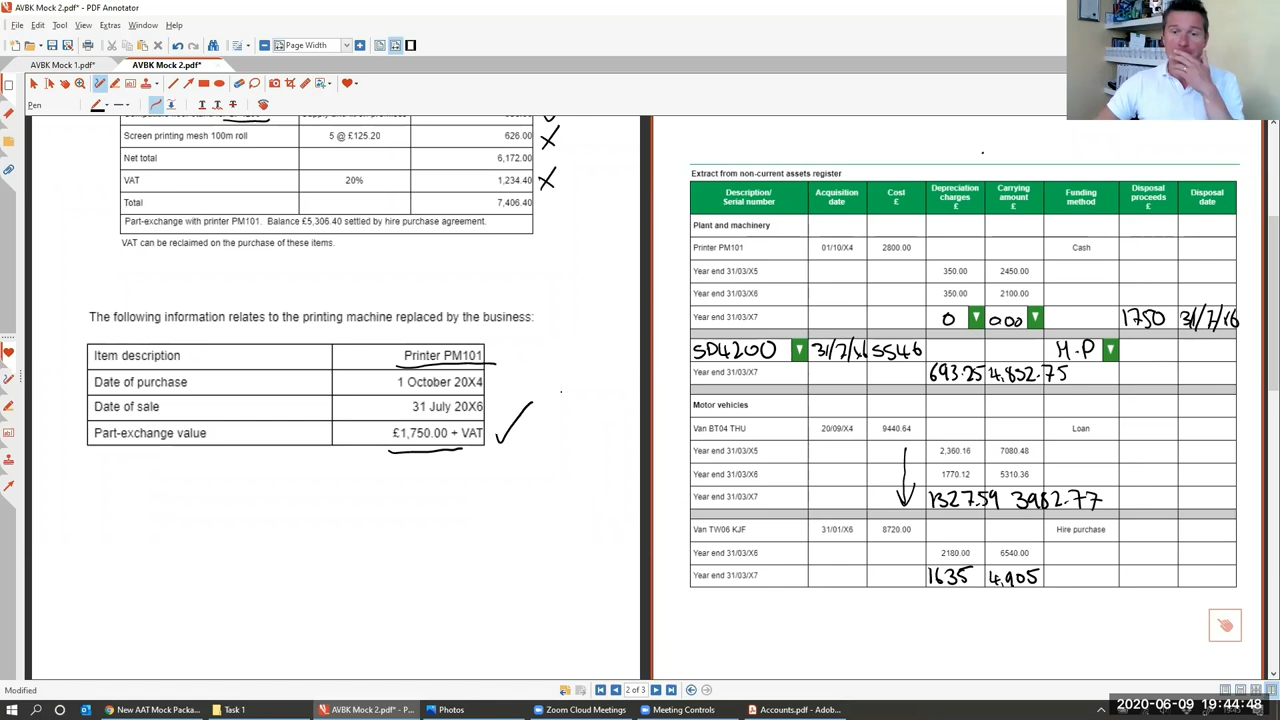 AVBK Mock 2.pdf* - PDF Annotator
File Edit Tool View Extras Window Help
Page Width
AVBK Mock 1.pdf* AVBK Mock 2.pdf*
Pen
Screen printing mesh 100m roll 5 @ £125.20 626.00 X
Net total 6,172.00
VAT 20% 1,234.40 X
Total 7,406.40
Part-exchange with printer PM101. Balance £5,306.40 settled by hire purchase agreement.
VAT can be reclaimed on the purchase of these items.
The following information relates to the printing machine replaced by the business:
Item description Printer PM101
Date of purchase 1 October 20X4
Date of sale 31 July 20X6
Part-exchange value £1,750.00 + VAT
Extract from non-current assets register
Description/ Serial number Acquisition date Cost £ Depreciation charges £ Carrying amount £ Funding method Disposal proceeds £ Disposal date
Plant and machinery
Printer PM101 01/10/X4 2800.00 Cash
Year end 31/03/X5 350.00 2450.00
Year end 31/03/X6 350.00 2100.00
Year end 31/03/X7 0 000 1750 31/7/X6
SD4200 31/7/X6 5546 H.P
Year end 31/03/X7 693.25 4,852.75
Motor vehicles
Van BT04 THU 20/09/X4 9440.64 Loan
Year end 31/03/X5 2,360.16 7080.48
Year end 31/03/X6 1770.12 5310.36
Year end 31/03/X7 1327.59 3982.77
Van TW06 KJF 31/01/X6 8720.00 Hire purchase
Year end 31/03/X6 2180.00 6540.00
Year end 31/03/X7 1635 4,905
Modified 2 of 3
New AAT Mock Packa... Task 1 AVBK Mock 2.pdf* - P... Photos Zoom Cloud Meetings Meeting Controls Accounts.pdf - Adob...
2020-06-09 19:44:48